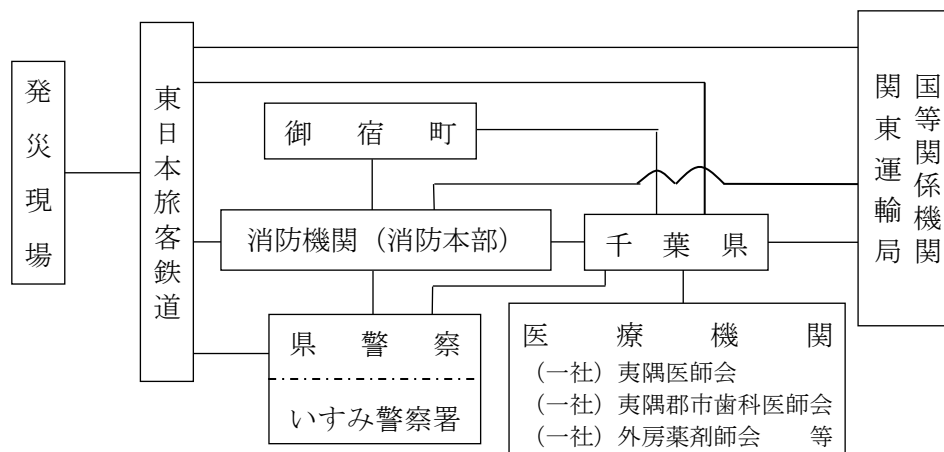 発災現場
東日本旅客鉄道
御宿町
消防機関（消防本部）
県警察
いすみ警察署
千葉県
医療機関
（一社）夷隅医師会
（一社）夷隅郡市歯科医師会
（一社）外房薬剤師会　等
国等関係機関
関東運輸局